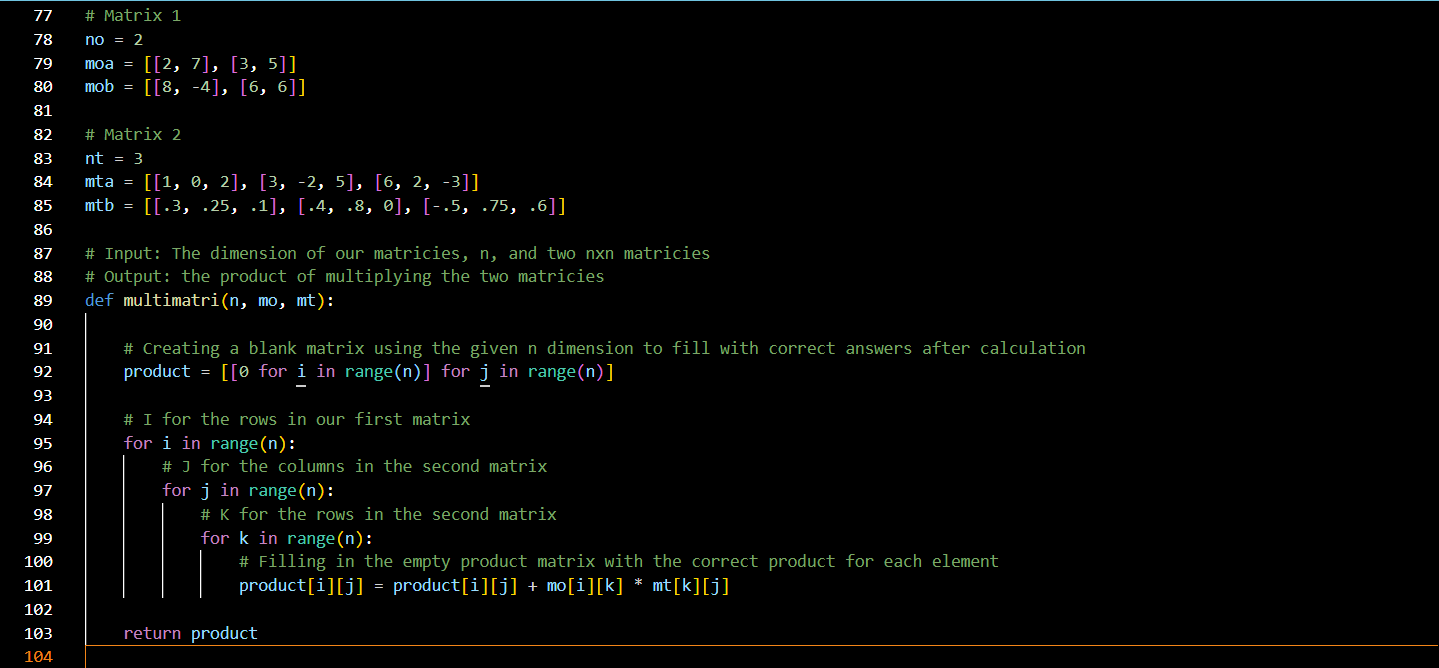 77 # Matrix 1
78 no = 2
79 moa = [[2, 7], [3, 5]]
80 mob = [[8, -4], [6, 6]]
81
82 # Matrix 2
83 nt = 3
84 mta = [[1, 0, 2], [3, -2, 5], [6, 2, -3]]
85 mtb = [[.3, .25, .1], [.4, .8, 0], [-.5, .75, .6]]
86
87 # Input: The dimension of our matricies, n, and two nxn matricies
88 # Output: the product of multiplying the two matricies
89 def multimatri(n, mo, mt):
90
91     # Creating a blank matrix using the given n dimension to fill with correct answers after calculation
92     product = [[0 for i in range(n)] for j in range(n)]
93
94     # I for the rows in our first matrix
95     for i in range(n):
96         # J for the columns in the second matrix
97         for j in range(n):
98             # K for the rows in the second matrix
99             for k in range(n):
100                 # Filling in the empty product matrix with the correct product for each element
101                 product[i][j] = product[i][j] + mo[i][k] * mt[k][j]
102
103     return product
104